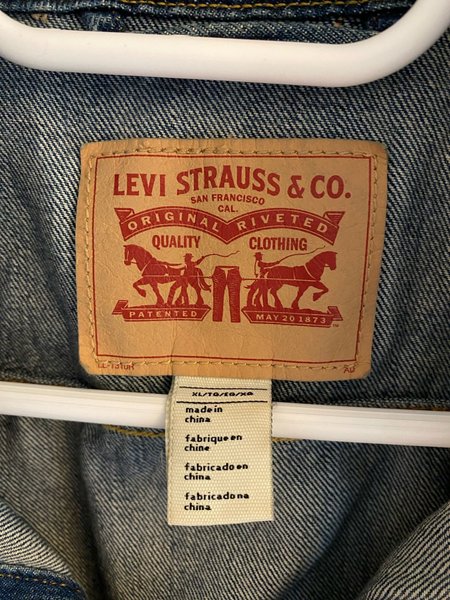 LEVI STRAUSS & CO.
SAN FRANCISCO
CAL.
ORIGINAL RIVETED
QUALITY CLOTHING
PATENTED MAY 20 1873
XL/TG/EG/XG
made in
china
fabrique en
chine
fabricado en
china
fabricado na
china